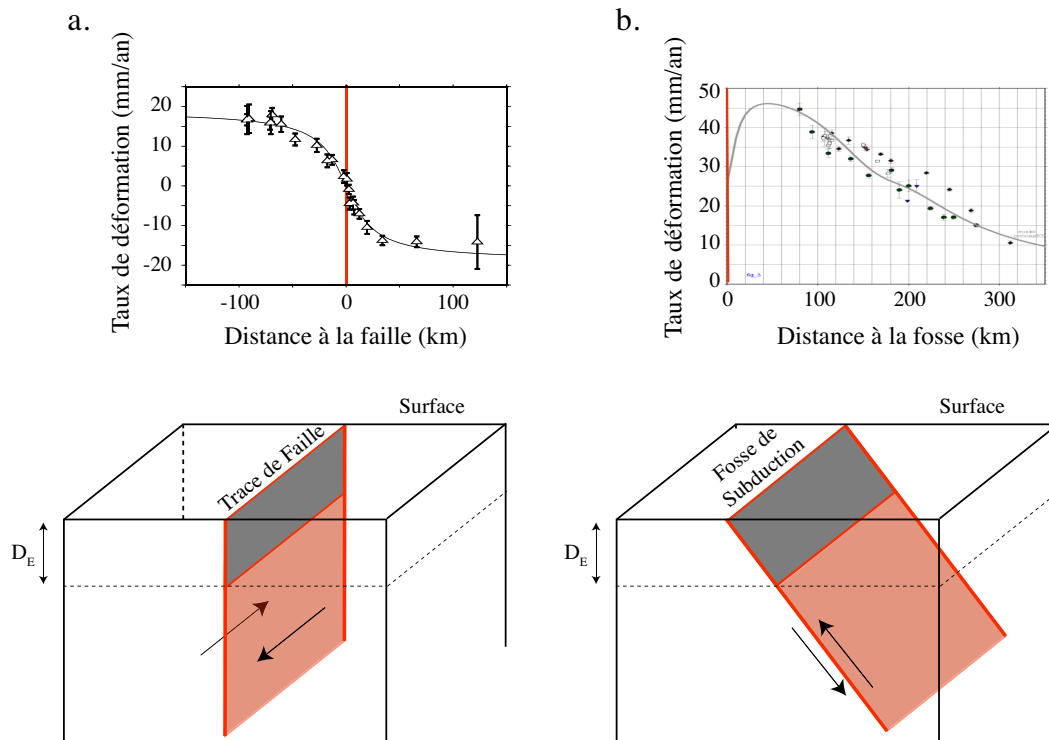 a.
Taux de déformation (mm/an)
20
10
0
-10
-20
-100
0
100
Distance à la faille (km)
b.
Taux de déformation (mm/an)
50
40
30
20
10
0
0
100
200
300
Distance à la fosse (km)
Surface
Trace de Faille
D_E
Surface
Fosse de
Subduction
D_E